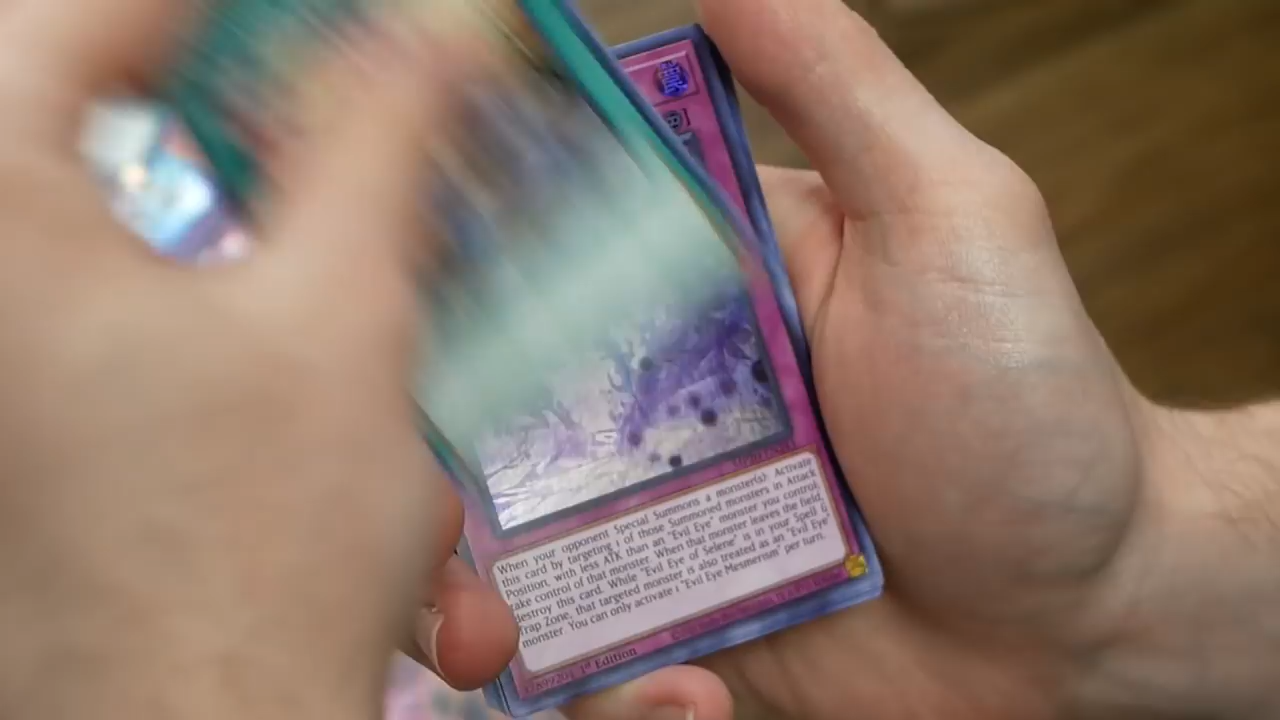 When your opponent Special Summons a monster(s): Activate
this card by targeting 1 of those Summoned monsters in Attack
Position, with less ATK than an "Evil Eye" monster you control;
take control of that monster. When that monster leaves the field,
destroy this card. While "Evil Eye of Selene" is in your Spell &
Trap Zone, that targeted monster is also treated as an "Evil Eye"
monster. You can only activate 1 "Evil Eye Mesmerism" per turn.
1st Edition